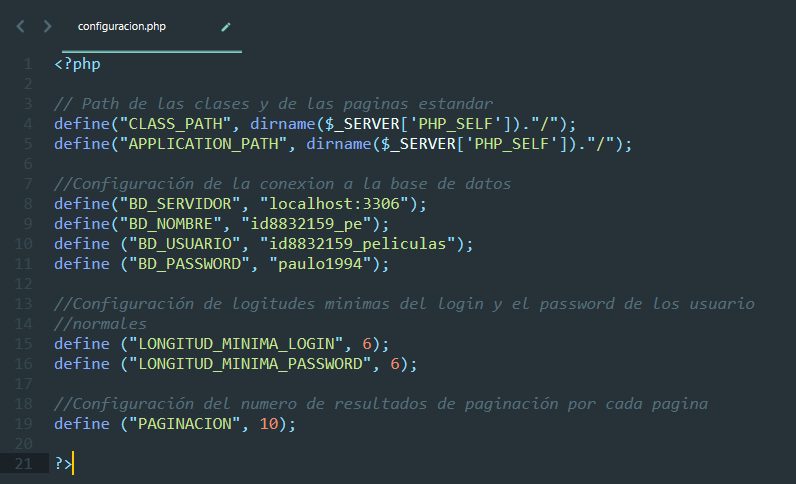 configuracion.php
1 <?php
2
3 // Path de las clases y de las paginas estandar
4 define("CLASS_PATH", dirname($_SERVER['PHP_SELF'])."/");
5 define("APPLICATION_PATH", dirname($_SERVER['PHP_SELF'])."/");
6
7 //Configuración de la conexion a la base de datos
8 define("BD_SERVIDOR", "localhost:3306");
9 define("BD_NOMBRE", "id8832159_pe");
10 define ("BD_USUARIO", "id8832159_peliculas");
11 define ("BD_PASSWORD", "paulo1994");
12
13 //Configuración de logitudes minimas del login y el password de los usuario
14 //normales
15 define ("LONGITUD_MINIMA_LOGIN", 6);
16 define ("LONGITUD_MINIMA_PASSWORD", 6);
17
18 //Configuración del numero de resultados de paginación por cada pagina
19 define ("PAGINACION", 10);
20
21 ?>